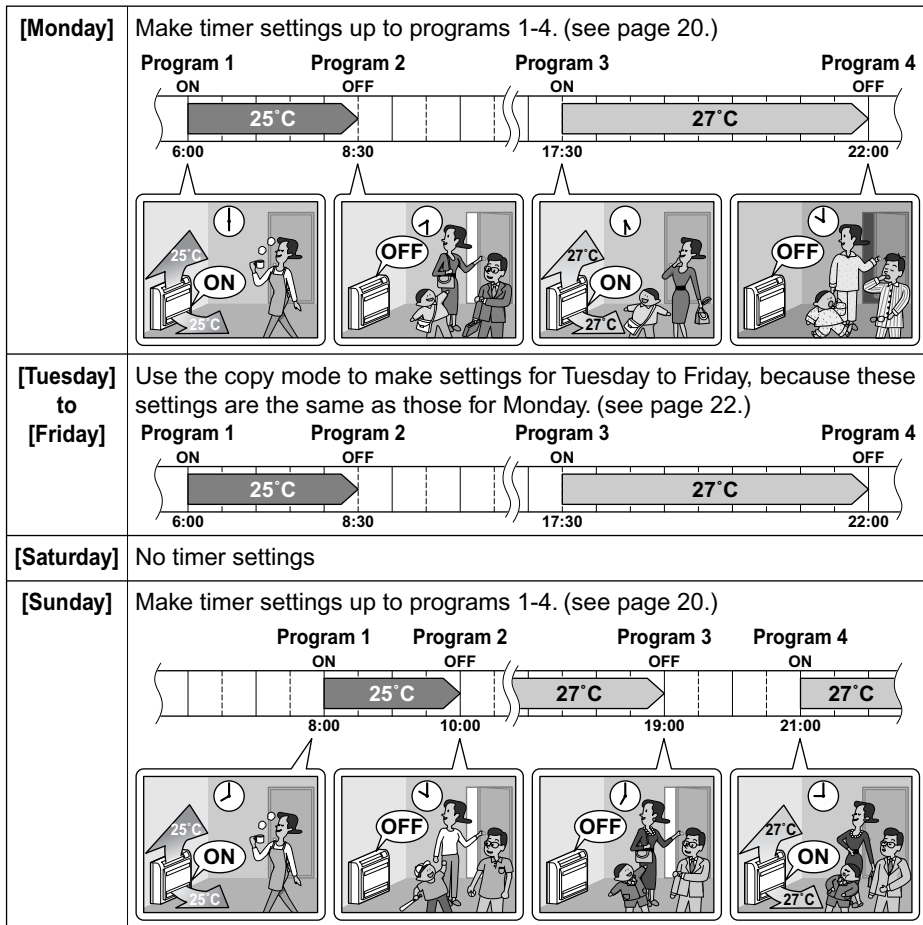 [Monday]
Make timer settings up to programs 1-4. (see page 20.)
Program 1 Program 2 Program 3 Program 4
ON OFF ON OFF
25˚C 27˚C
6:00 8:30 17:30 22:00
25˚C ON 25˚C
OFF
27˚C ON 27˚C
OFF
[Tuesday]
to
[Friday]
Use the copy mode to make settings for Tuesday to Friday, because these
settings are the same as those for Monday. (see page 22.)
Program 1 Program 2 Program 3 Program 4
ON OFF ON OFF
25˚C 27˚C
6:00 8:30 17:30 22:00
[Saturday]
No timer settings
[Sunday]
Make timer settings up to programs 1-4. (see page 20.)
Program 1 Program 2 Program 3 Program 4
ON OFF OFF ON
25˚C 27˚C 27˚C
8:00 10:00 19:00 21:00
25˚C ON 25˚C
OFF
OFF
27˚C ON 27˚C